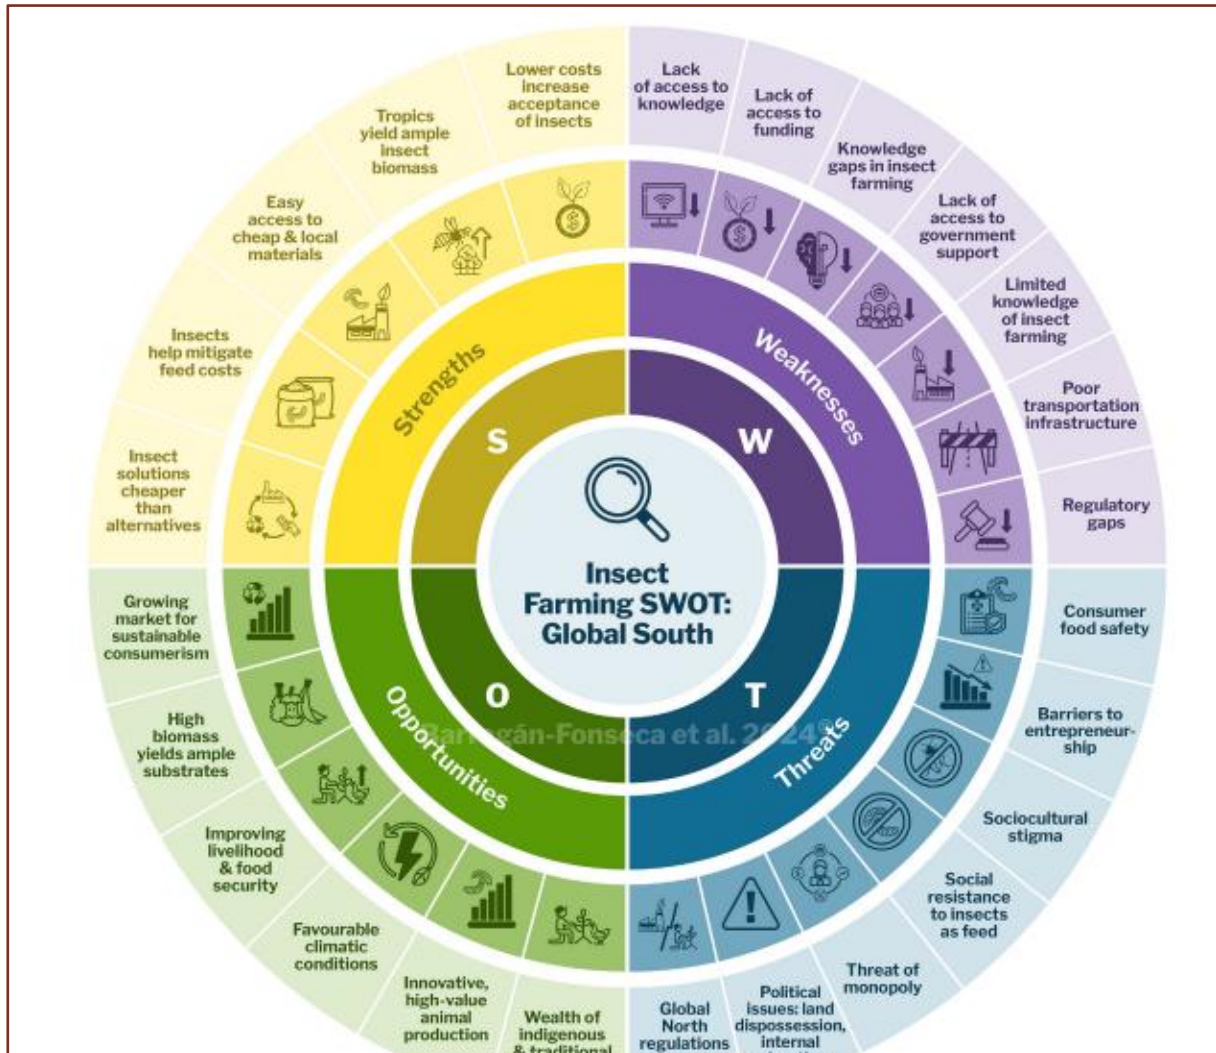 Lower costs
increase
acceptance
of insects
Tropics
yield ample
insect
biomass
Easy
access to
cheap & local
materials
Insects
help mitigate
feed costs
Insect
solutions
cheaper
than
alternatives
Strengths
S
Lack
of access to
knowledge
Lack of
access to
funding
Knowledge
gaps in insect
farming
Lack of
access to
government
support
Limited
knowledge
of insect
farming
Poor
transportation
infrastructure
Regulatory
gaps
Weaknesses
W
Insect
Farming SWOT:
Global South
Growing
market for
sustainable
consumerism
High
biomass
yields ample
substrates
Improving
livelihood
& food
security
Favourable
climatic
conditions
Innovative,
high-value
animal
production
Wealth of
indigenous
& traditional
Opportunities
O
Consumer
food safety
Barriers to
entrepreneur-
ship
Sociocultural
stigma
Social
resistance
to insects
as feed
Threat of
monopoly
Political
issues: land
dispossession,
internal
Global
North
regulations
Threats
T
Barragán-Fonseca et al. 2024©